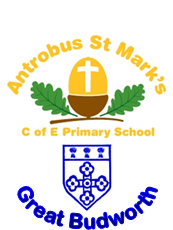 Antrobus St Mark's
C of E Primary School
Great Budworth